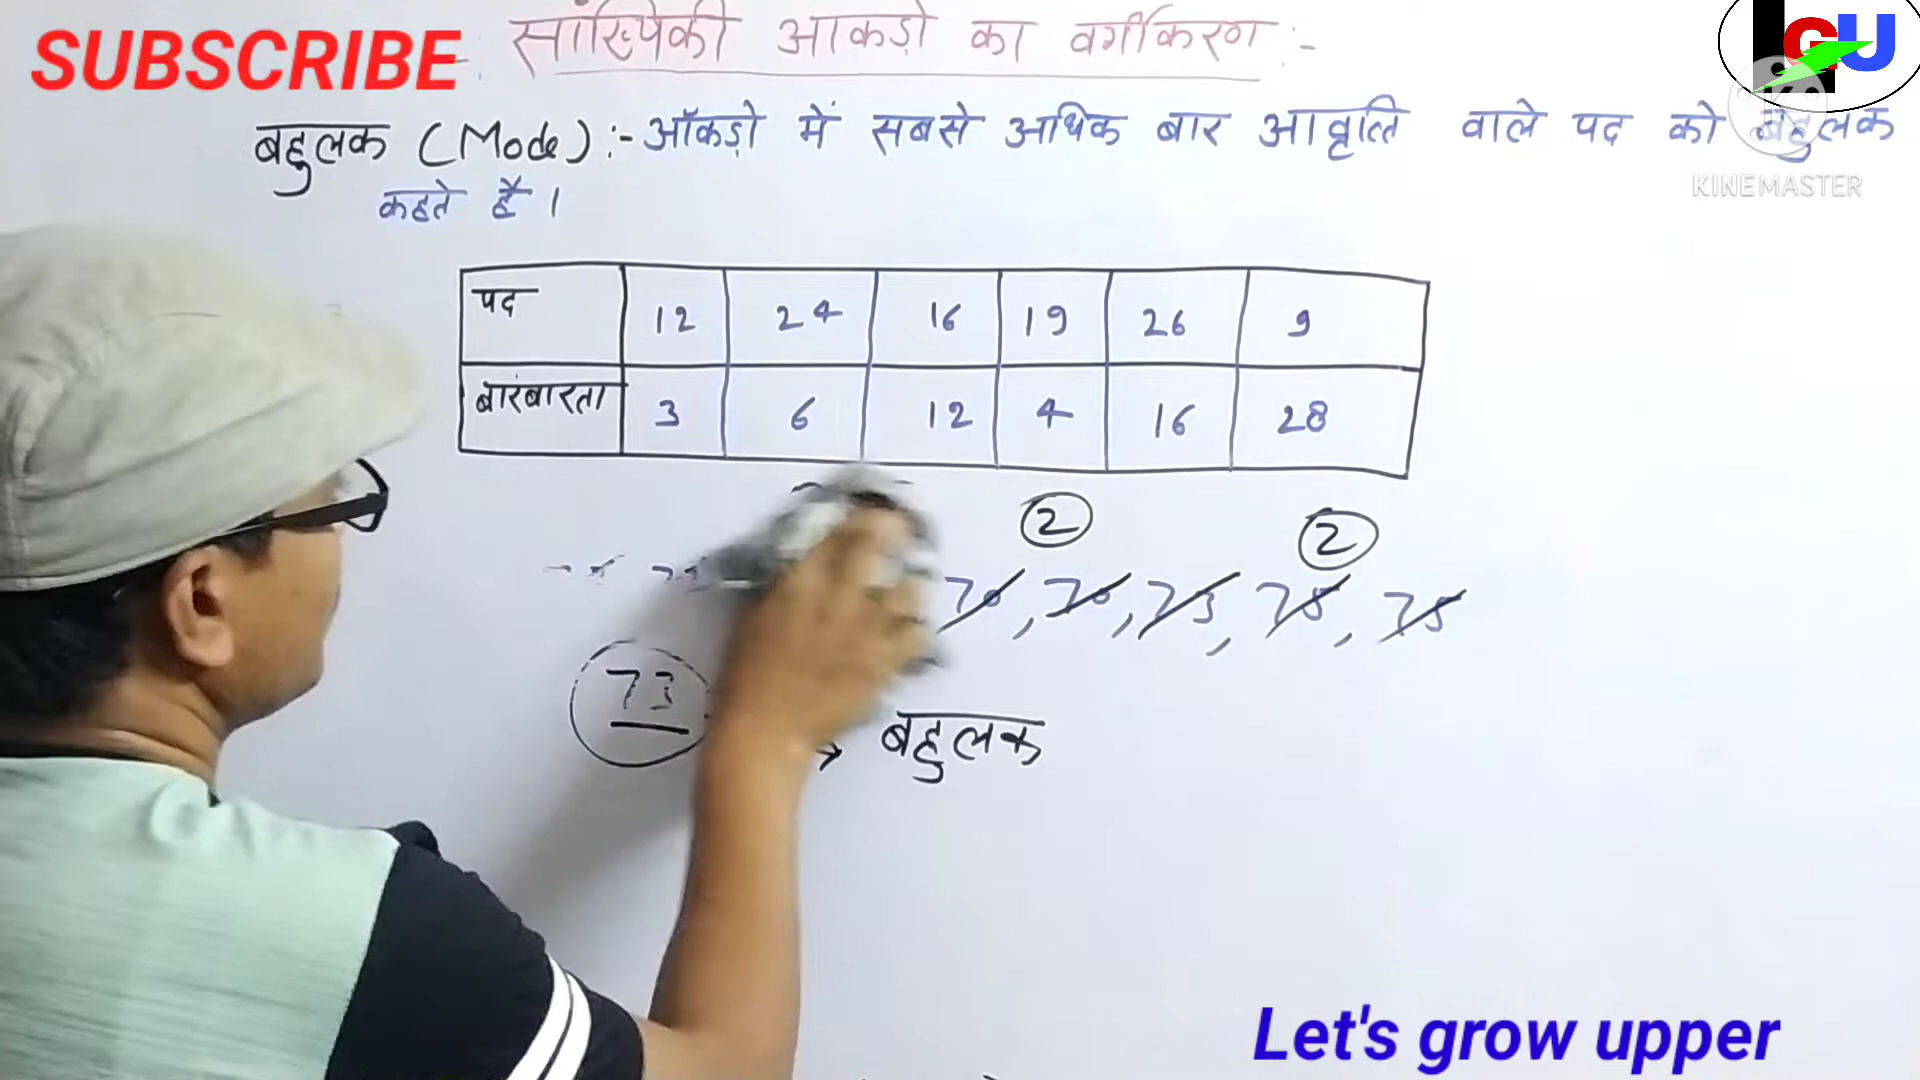 SUBSCRIBE
सांख्यिकी आकड़ो का वर्गीकरण :-
LGU
बहुलक (Mode) :- आँकड़ो में सबसे अधिक बार आवृत्ति वाले पद को बहुलक
कहते है ।
KINEMASTER
पद 12 24 16 19 26 9
बारंबारता 3 6 12 4 16 28
2 2
70, 70, 73, 78, 75
73 → बहुलक
Let's grow upper